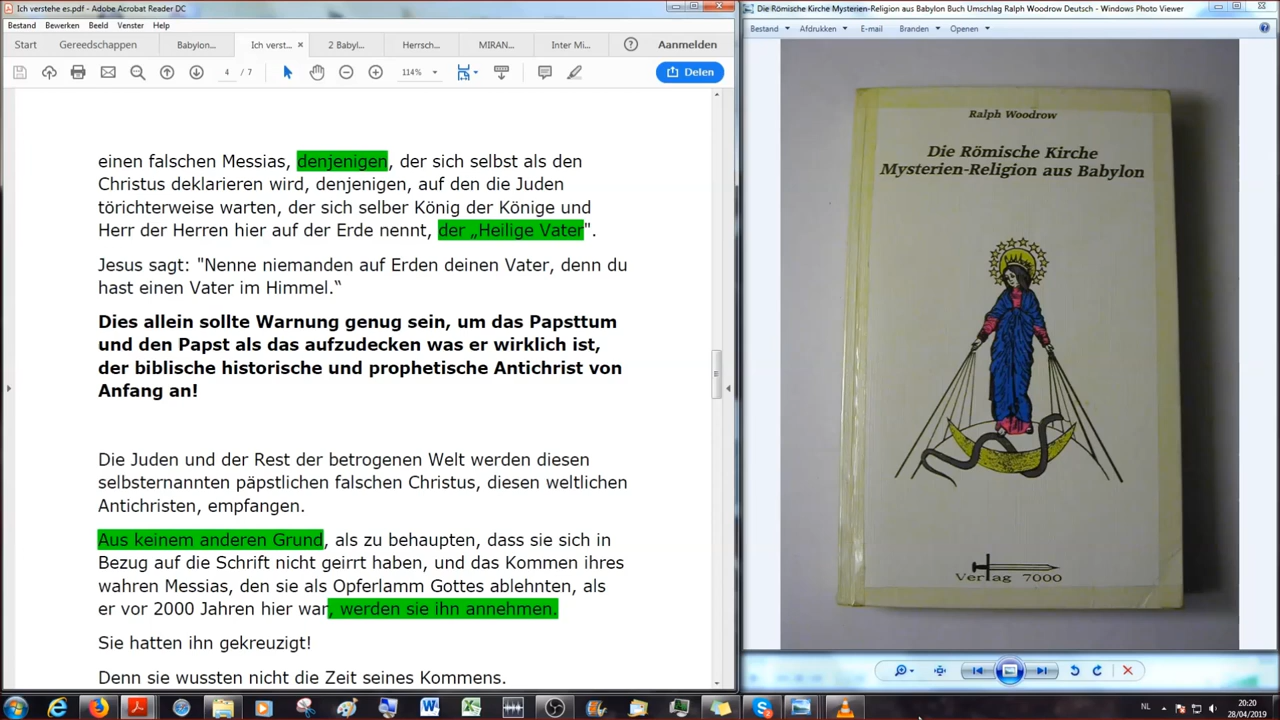 Ich verstehe es.pdf - Adobe Acrobat Reader DC
Bestand Bewerken Beeld Venster Help
Start Gereedschappen Babylon... Ich verst... × 2 Babyl... Herrsch... MIRAN... Inter Mi... Aanmelden
4 / 7 114% Delen
einen falschen Messias, denjenigen, der sich selbst als den
Christus deklarieren wird, denjenigen, auf den die Juden
törichterweise warten, der sich selber König der Könige und
Herr der Herren hier auf der Erde nennt, der „Heilige Vater".
Jesus sagt: "Nenne niemanden auf Erden deinen Vater, denn du
hast einen Vater im Himmel.“
Dies allein sollte Warnung genug sein, um das Papsttum
und den Papst als das aufzudecken was er wirklich ist,
der biblische historische und prophetische Antichrist von
Anfang an!
Die Juden und der Rest der betrogenen Welt werden diesen
selbsternannten päpstlichen falschen Christus, diesen weltlichen
Antichristen, empfangen.
Aus keinem anderen Grund, als zu behaupten, dass sie sich in
Bezug auf die Schrift nicht geirrt haben, und das Kommen ihres
wahren Messias, den sie als Opferlamm Gottes ablehnten, als
er vor 2000 Jahren hier war, werden sie ihn annehmen.
Sie hatten ihn gekreuzigt!
Denn sie wussten nicht die Zeit seines Kommens.
Die Römische Kirche Mysterien-Religion aus Babylon Buch Umschlag Ralph Woodrow Deutsch - Windows Photo Viewer
Bestand Afdrukken E-mail Branden Openen
Ralph Woodrow
Die Römische Kirche
Mysterien-Religion aus Babylon
Verlag 7000
NL 20:20
28/04/2019